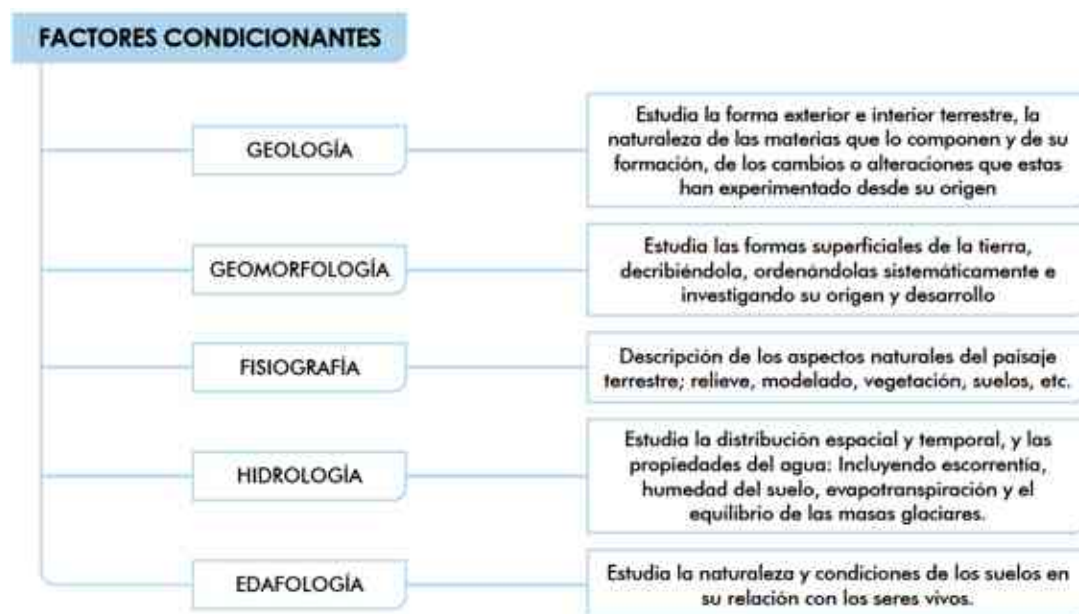 FACTORES CONDICIONANTES
GEOLOGÍA
Estudia la forma exterior e interior terrestre, la
naturaleza de las materias que lo componen y de su
formación, de los cambios o alteraciones que estas
han experimentado desde su origen
GEOMORFOLOGÍA
Estudia las formas superficiales de la tierra,
decribiéndola, ordenándolas sistemáticamente e
investigando su origen y desarrollo
FISIOGRAFÍA
Descripción de los aspectos naturales del paisaje
terrestre; relieve, modelado, vegetación, suelos, etc.
HIDROLOGÍA
Estudia la distribución espacial y temporal, y las
propiedades del agua: Incluyendo escorrentía,
humedad del suelo, evapotranspiración y el
equilibrio de las masas glaciares.
EDAFOLOGÍA
Estudia la naturaleza y condiciones de los suelos en
su relación con los seres vivos.